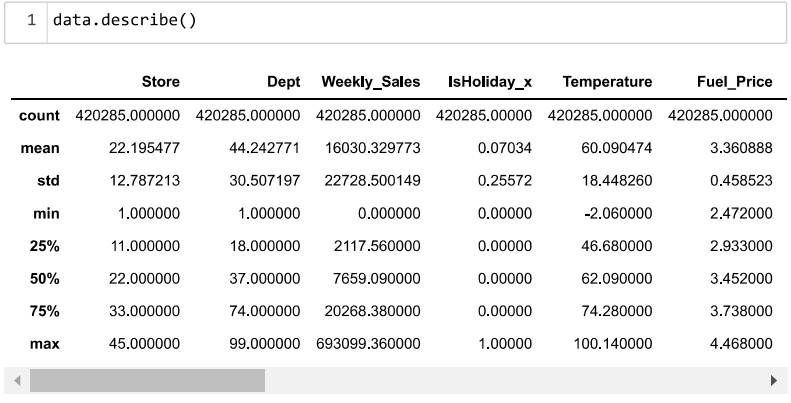 1 data.describe()
Store Dept Weekly_Sales IsHoliday_x Temperature Fuel_Price
count 420285.000000 420285.000000 420285.000000 420285.00000 420285.000000 420285.000000
mean 22.195477 44.242771 16030.329773 0.07034 60.090474 3.360888
std 12.787213 30.507197 22728.500149 0.25572 18.448260 0.458523
min 1.000000 1.000000 0.000000 0.00000 -2.060000 2.472000
25% 11.000000 18.000000 2117.560000 0.00000 46.680000 2.933000
50% 22.000000 37.000000 7659.090000 0.00000 62.090000 3.452000
75% 33.000000 74.000000 20268.380000 0.00000 74.280000 3.738000
max 45.000000 99.000000 693099.360000 1.00000 100.140000 4.468000